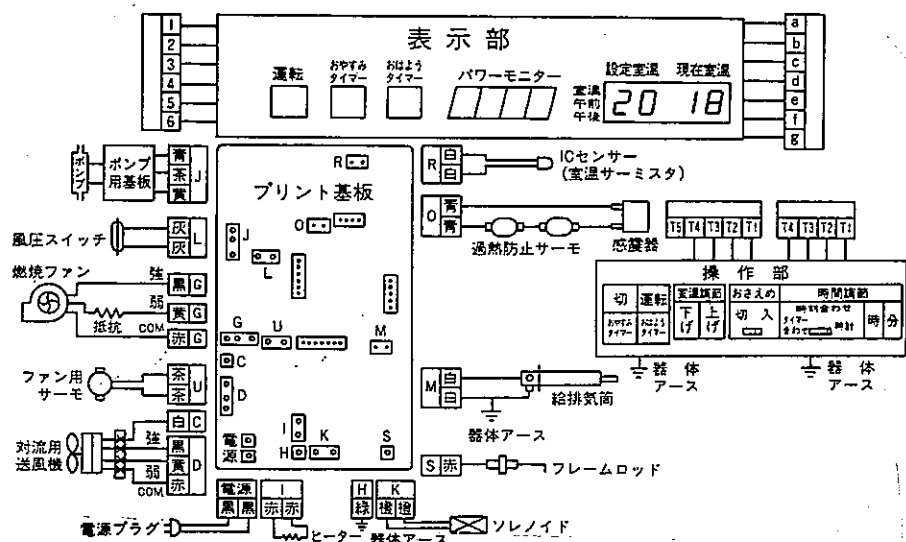 表示部
1
2
3
4
5
6
運転
おやすみ
タイマー
おはよう
タイマー
パワーモニター
設定室温 現在室温
室温
午前
午後
20 18
a
b
c
d
e
f
g
ポンプ
ポンプ
用基板
青
茶
黄
J
風圧スイッチ
灰
灰
L
燃焼ファン
強
黒 G
弱
黄 G
抵抗
COM
赤 G
ファン用
サーモ
茶
茶
U
対流用
送風機
白 C
強
黒
黄
弱
赤
COM
D
プリント基板
R
J
O
L
G
U
M
C
D
I
K
H
S
電
源
R
白
白
ICセンサー
(室温サーミスタ)
O
青
青
過熱防止サーモ
感震器
T5 T4 T3 T2 T1
T4 T3 T2 T1
操作部
切 運転
おやすみ
タイマー
おはよう
タイマー
室温調節
下げ
上げ
おさえめ
切 入
時間調節
時刻合わせ
タイマー
合わせ
時計
時 分
器体
アース
器体
アース
M
白
白
給排気筒
器体アース
S 赤
フレームロッド
電源
黒 黒
電源プラグ
I
赤 赤
ヒーター
H
緑
器体アース
K
橙 橙
ソレノイド